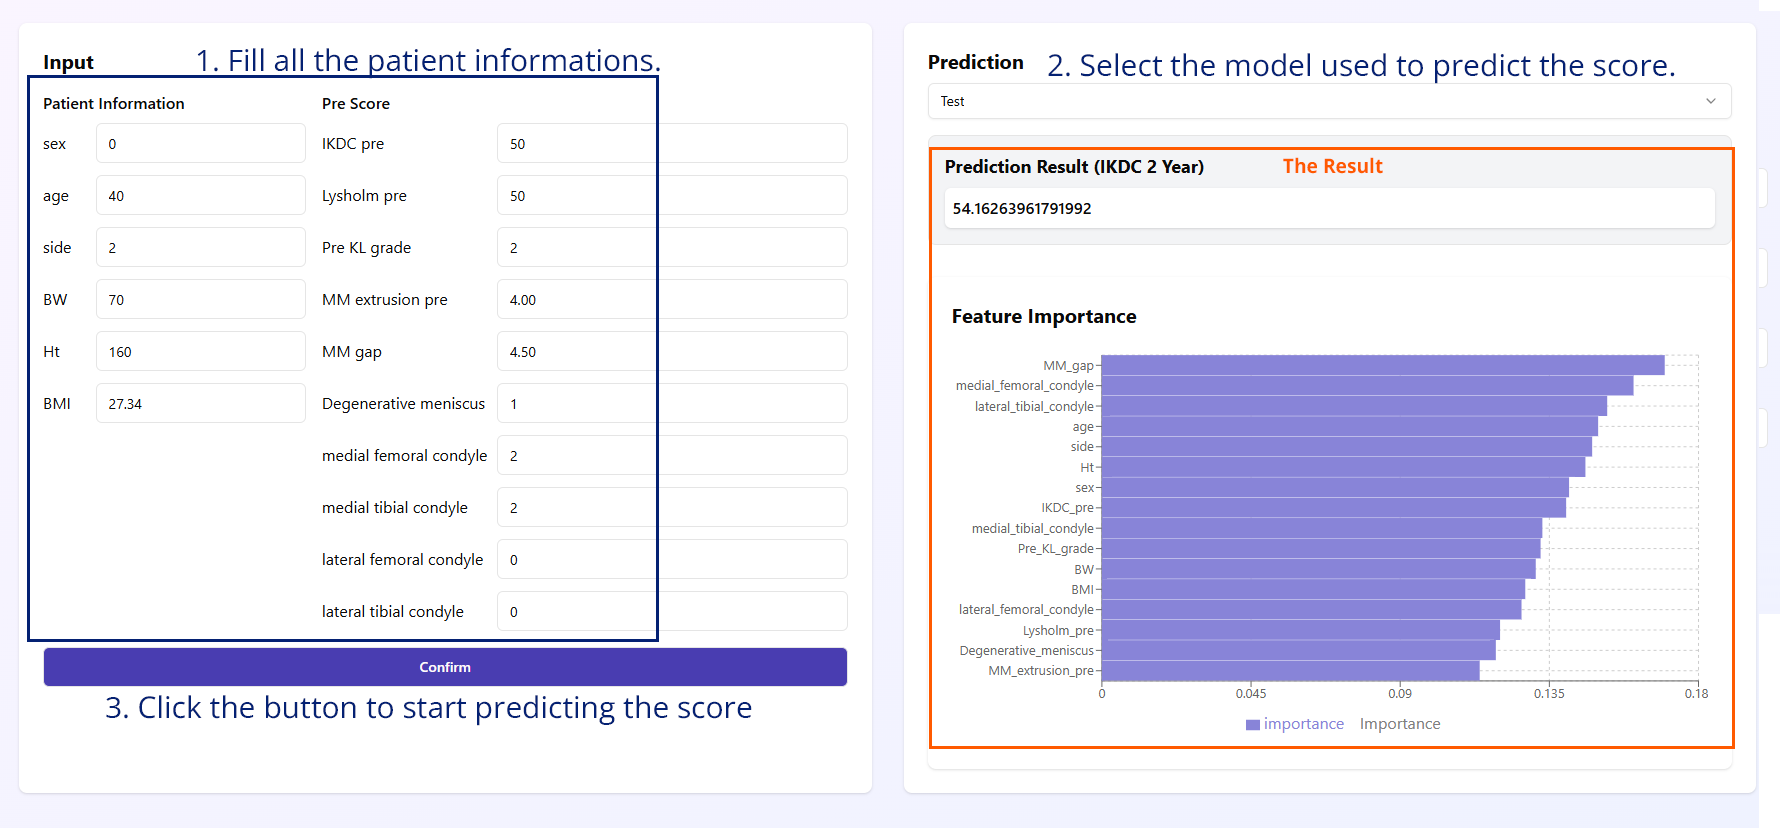 Input
1. Fill all the patient informations.
Patient Information
Pre Score
sex
0
IKDC pre
50
age
40
Lysholm pre
50
side
2
Pre KL grade
2
BW
70
MM extrusion pre
4.00
Ht
160
MM gap
4.50
BMI
27.34
Degenerative meniscus
1
medial femoral condyle
2
medial tibial condyle
2
lateral femoral condyle
0
lateral tibial condyle
0
Confirm
3. Click the button to start predicting the score
Prediction
2. Select the model used to predict the score.
Test
Prediction Result (IKDC 2 Year)
The Result
54.16263961791992
Feature Importance
MM_gap
medial_femoral_condyle
lateral_tibial_condyle
age
side
Ht
sex
IKDC_pre
medial_tibial_condyle
Pre_KL_grade
BW
BMI
lateral_femoral_condyle
Lysholm_pre
Degenerative_meniscus
MM_extrusion_pre
0 0.045 0.09 0.135 0.18
importance Importance